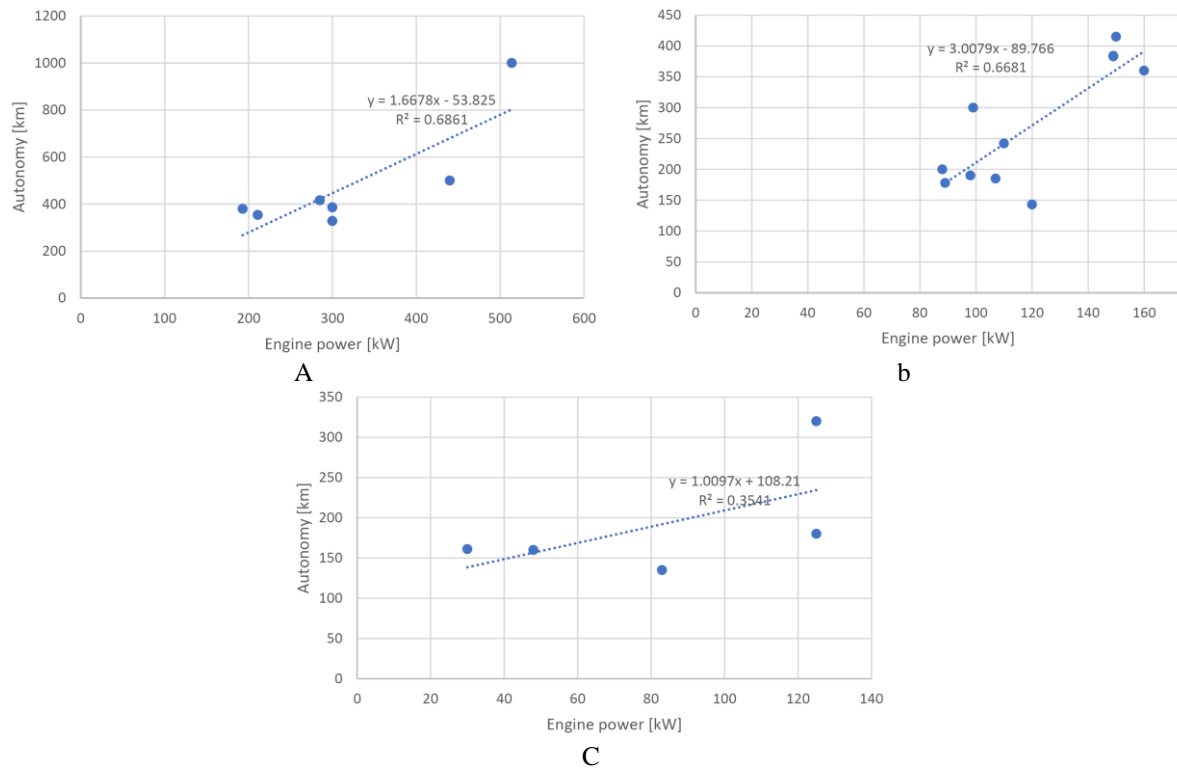 1200
1000
800
600
400
200
0
Autonomy [km]
y = 1.6678x - 53.825
R² = 0.6861
0 100 200 300 400 500 600
Engine power [kW]
A
450
400
350
300
250
200
150
100
50
0
Autonomy [km]
y = 3.0079x - 89.766
R² = 0.6681
0 20 40 60 80 100 120 140 160
Engine power [kW]
b
350
300
250
200
150
100
50
0
Autonomy [km]
y = 1.0097x + 108.21
R² = 0.3541
0 20 40 60 80 100 120 140
Engine power [kW]
C